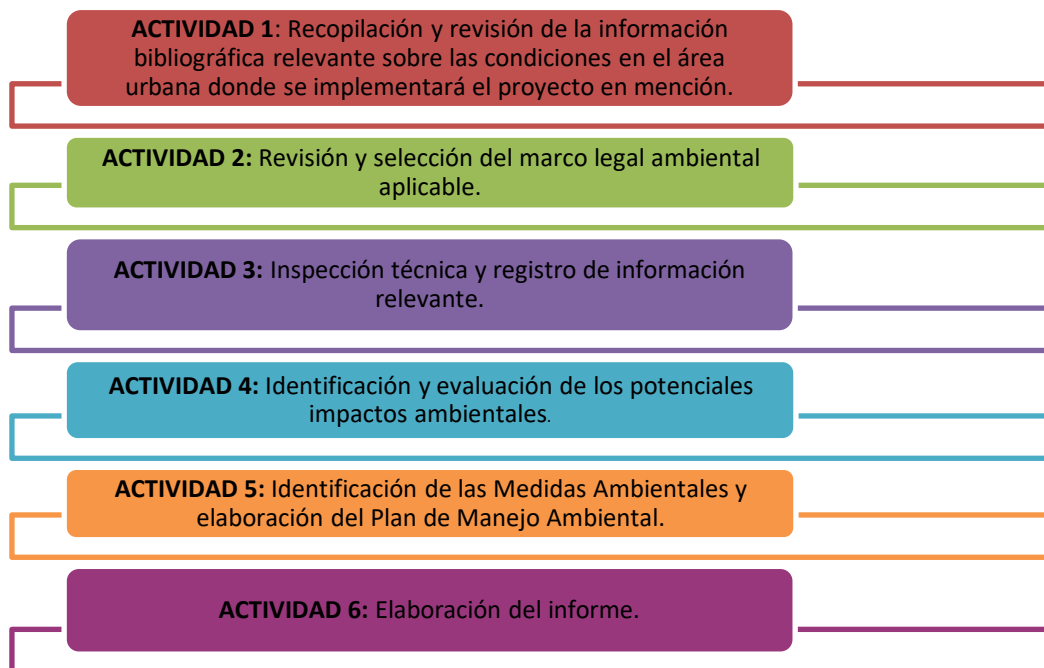 ACTIVIDAD 1: Recopilación y revisión de la información
bibliográfica relevante sobre las condiciones en el área
urbana donde se implementará el proyecto en mención.
ACTIVIDAD 2: Revisión y selección del marco legal ambiental
aplicable.
ACTIVIDAD 3: Inspección técnica y registro de información
relevante.
ACTIVIDAD 4: Identificación y evaluación de los potenciales
impactos ambientales.
ACTIVIDAD 5: Identificación de las Medidas Ambientales y
elaboración del Plan de Manejo Ambiental.
ACTIVIDAD 6: Elaboración del informe.